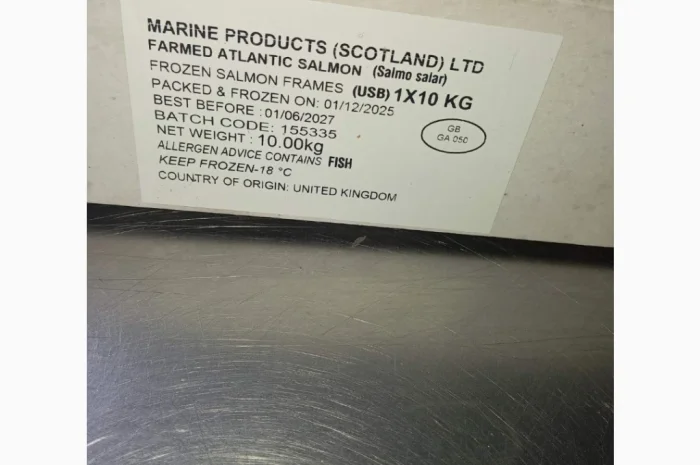 MARINE PRODUCTS (SCOTLAND) LTD
FARMED ATLANTIC SALMON (Salmo salar)
FROZEN SALMON FRAMES (USB) 1X10 KG
PACKED & FROZEN ON: 01/12/2025
BEST BEFORE : 01/06/2027
BATCH CODE: 155335
NET WEIGHT : 10.00kg
ALLERGEN ADVICE CONTAINS FISH
KEEP FROZEN-18 °C
COUNTRY OF ORIGIN: UNITED KINGDOM
GB
GA 050